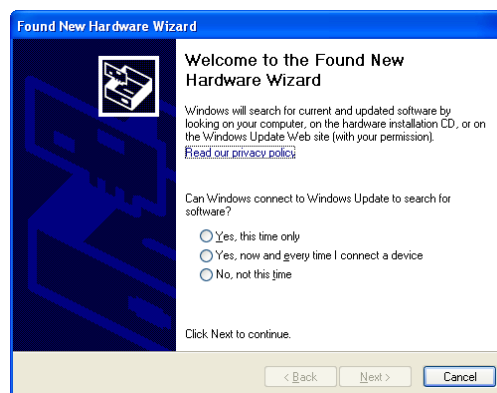 Found New Hardware Wizard
Welcome to the Found New
Hardware Wizard
Windows will search for current and updated software by
looking on your computer, on the hardware installation CD, or on
the Windows Update Web site (with your permission).
Read our privacy policy
Can Windows connect to Windows Update to search for
software?
Yes, this time only
Yes, now and every time I connect a device
No, not this time
Click Next to continue.
< Back Next > Cancel